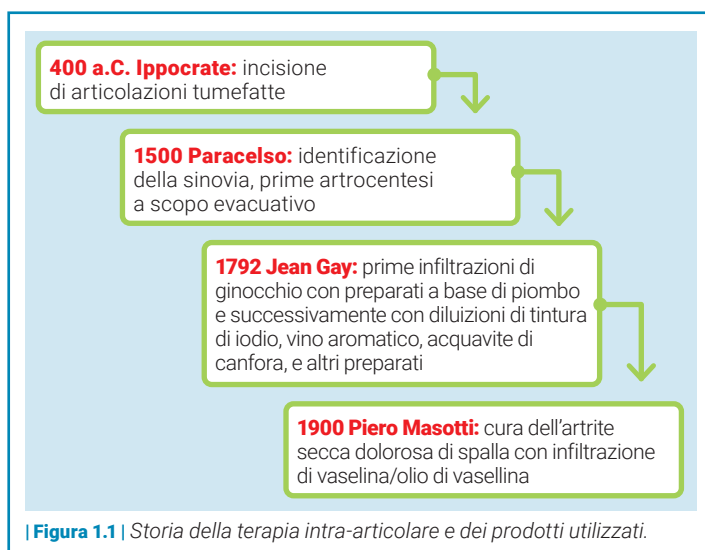 400 a.C. Ippocrate: incisione
di articolazioni tumefatte
1500 Paracelso: identificazione
della sinovia, prime artrocentesi
a scopo evacuativo
1792 Jean Gay: prime infiltrazioni di
ginocchio con preparati a base di piombo
e successivamente con diluizioni di tintura
di iodio, vino aromatico, acquavite di
canfora, e altri preparati
1900 Piero Masotti: cura dell’artrite
secca dolorosa di spalla con infiltrazione
di vaselina/olio di vasellina
| Figura 1.1 | Storia della terapia intra-articolare e dei prodotti utilizzati.